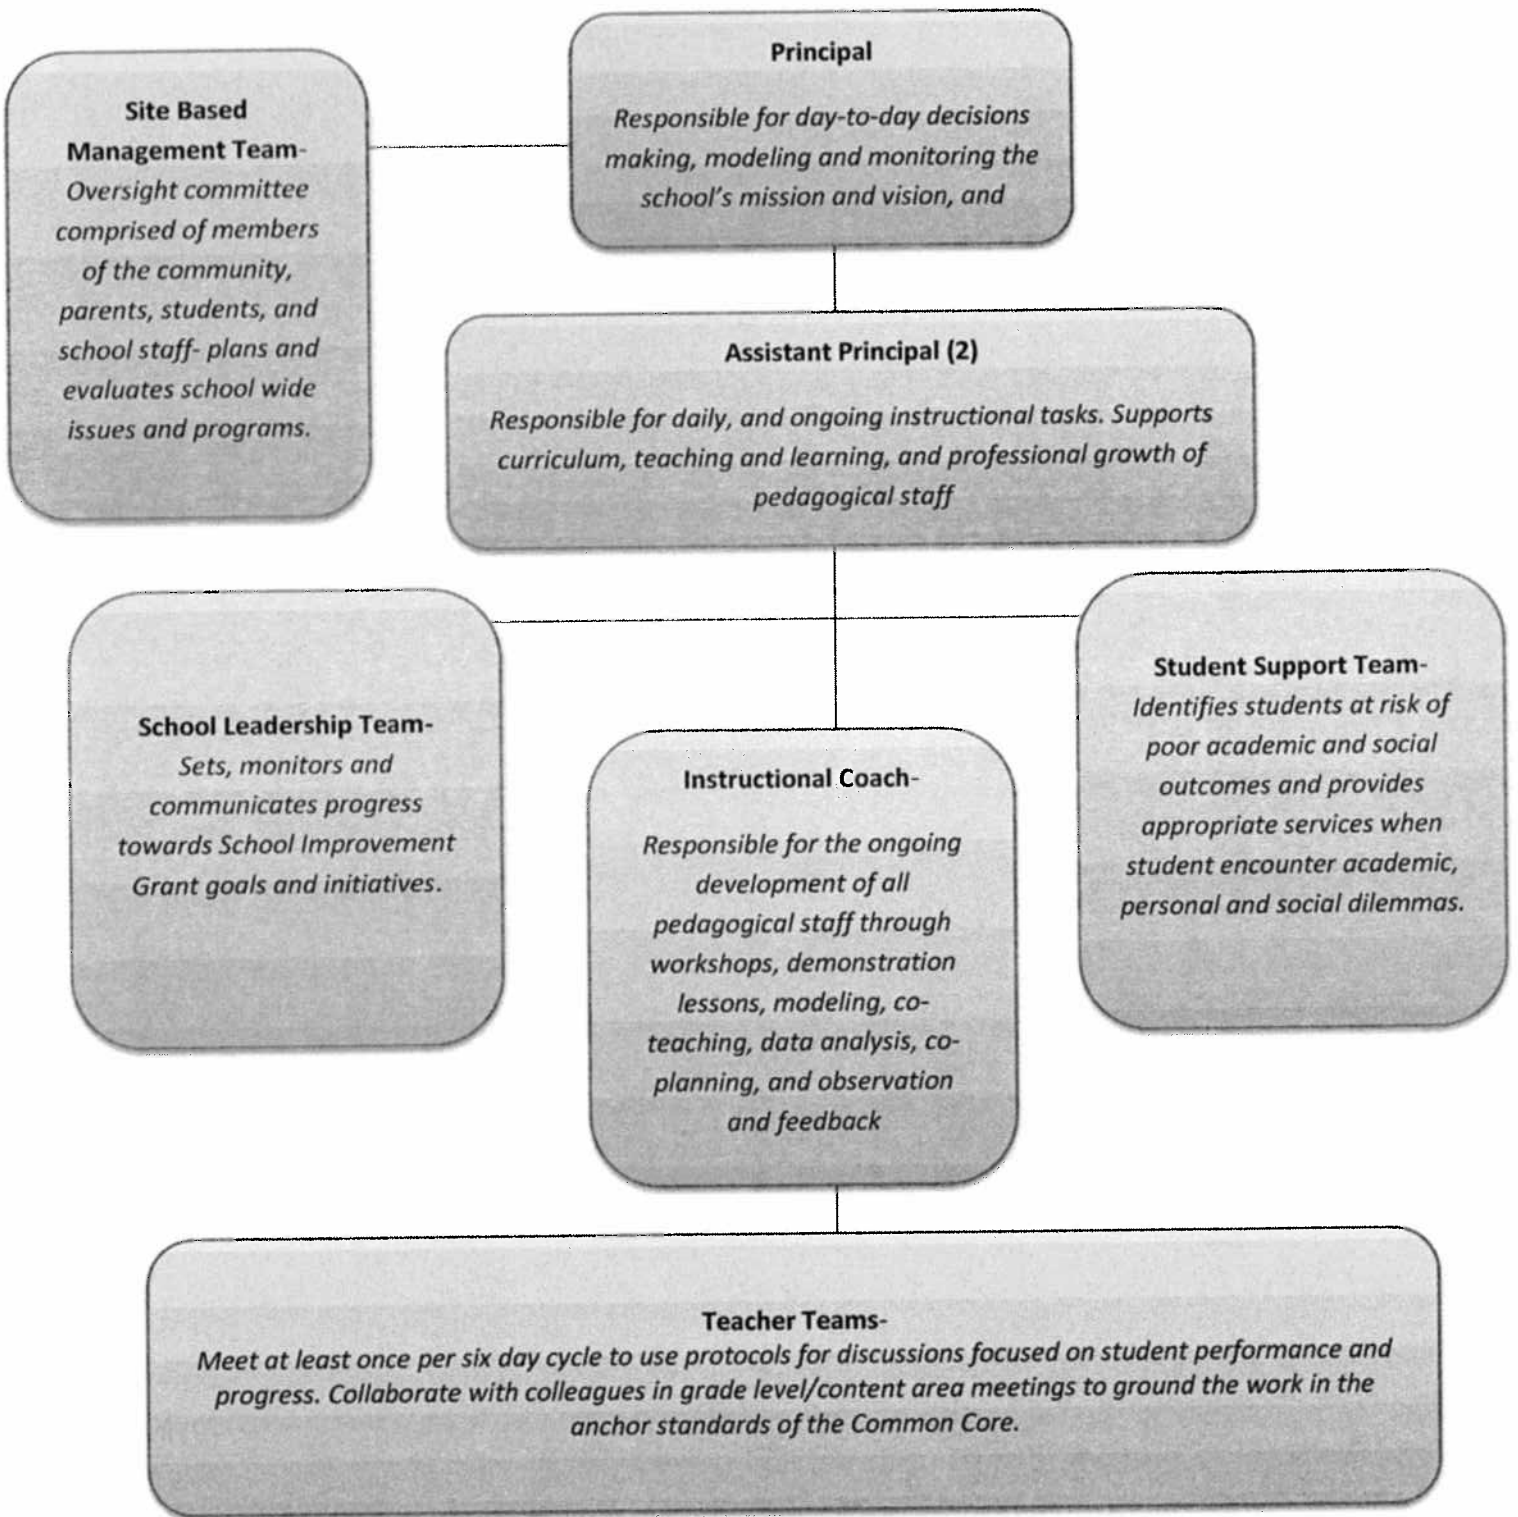 Principal
Responsible for day-to-day decisions
making, modeling and monitoring the
school's mission and vision, and
Site Based
Management Team-
Oversight committee
comprised of members
of the community,
parents, students, and
school staff- plans and
evaluates school wide
issues and programs.
Assistant Principal (2)
Responsible for daily, and ongoing instructional tasks. Supports
curriculum, teaching and learning, and professional growth of
pedagogical staff
School Leadership Team-
Sets, monitors and
communicates progress
towards School Improvement
Grant goals and initiatives.
Instructional Coach-
Responsible for the ongoing
development of all
pedagogical staff through
workshops, demonstration
lessons, modeling, co-
teaching, data analysis, co-
planning, and observation
and feedback
Student Support Team-
Identifies students at risk of
poor academic and social
outcomes and provides
appropriate services when
student encounter academic,
personal and social dilemmas.
Teacher Teams-
Meet at least once per six day cycle to use protocols for discussions focused on student performance and
progress. Collaborate with colleagues in grade level/content area meetings to ground the work in the
anchor standards of the Common Core.